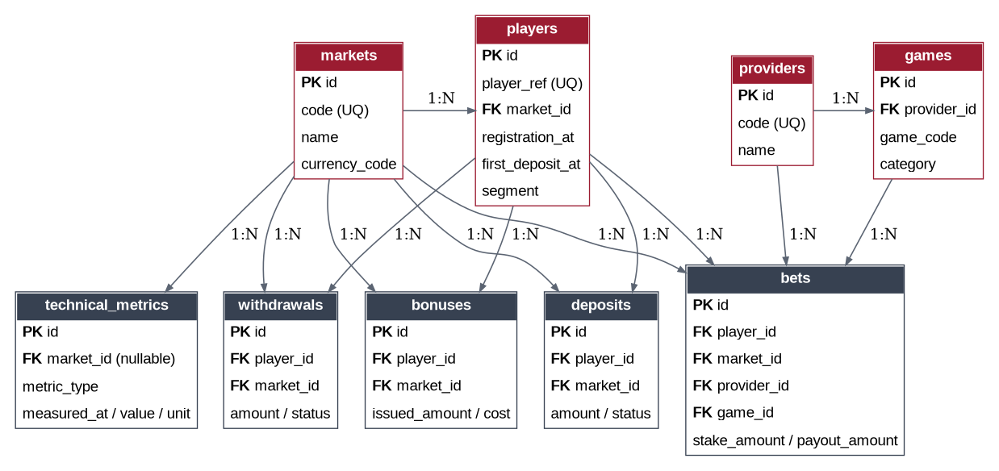 players
PK id
player_ref (UQ)
FK market_id
registration_at
first_deposit_at
segment
markets
PK id
code (UQ)
name
currency_code
providers
PK id
code (UQ)
name
games
PK id
FK provider_id
game_code
category
1:N
1:N
1:N
1:N
1:N
1:N
1:N
1:N
1:N
1:N
1:N
1:N
1:N
technical_metrics
PK id
FK market_id (nullable)
metric_type
measured_at / value / unit
withdrawals
PK id
FK player_id
FK market_id
amount / status
bonuses
PK id
FK player_id
FK market_id
issued_amount / cost
deposits
PK id
FK player_id
FK market_id
amount / status
bets
PK id
FK player_id
FK market_id
FK provider_id
FK game_id
stake_amount / payout_amount